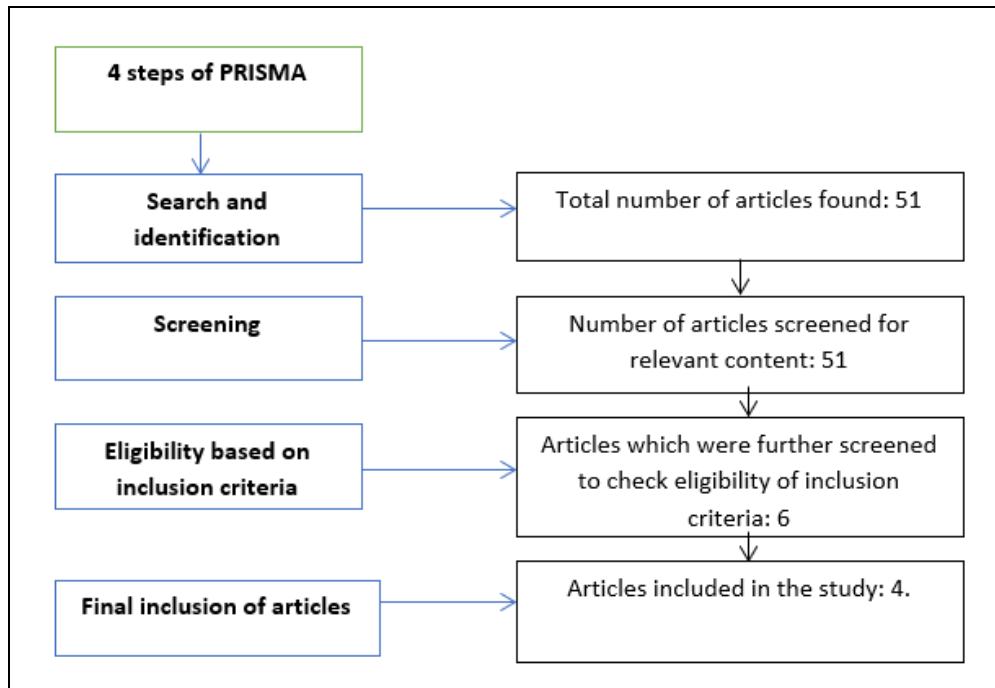 4 steps of PRISMA
Search and
identification
Total number of articles found: 51
Screening
Number of articles screened for
relevant content: 51
Eligibility based on
inclusion criteria
Articles which were further screened
to check eligibility of inclusion
criteria: 6
Final inclusion of articles
Articles included in the study: 4.